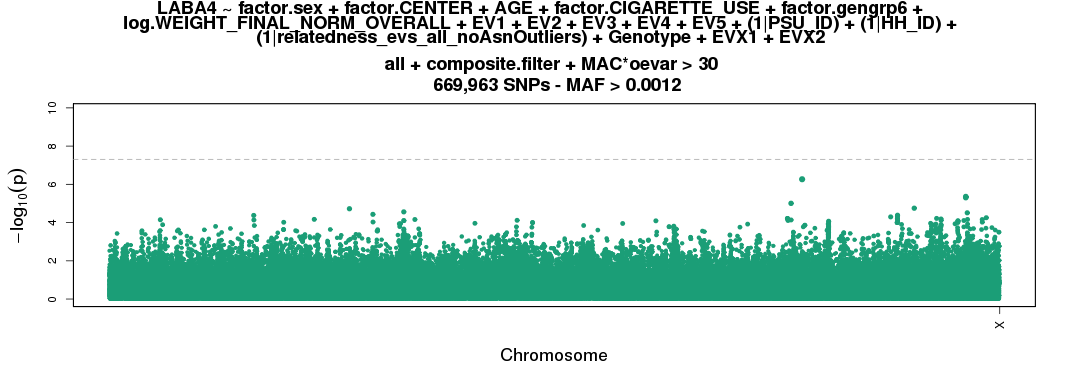 LABA4 ~ factor.sex + factor.CENTER + AGE + factor.CIGARETTE_USE + factor.gengrp6 +
log.WEIGHT_FINAL_NORM_OVERALL + EV1 + EV2 + EV3 + EV4 + EV5 + (1|PSU_ID) + (1|HH_ID) +
(1|relatedness_evs_all_noAsnOutliers) + Genotype + EVX1 + EVX2
all + composite.filter + MAC*oevar > 30
669,963 SNPs - MAF > 0.0012
10
8
6
4
2
0
−log10(p)
X
Chromosome